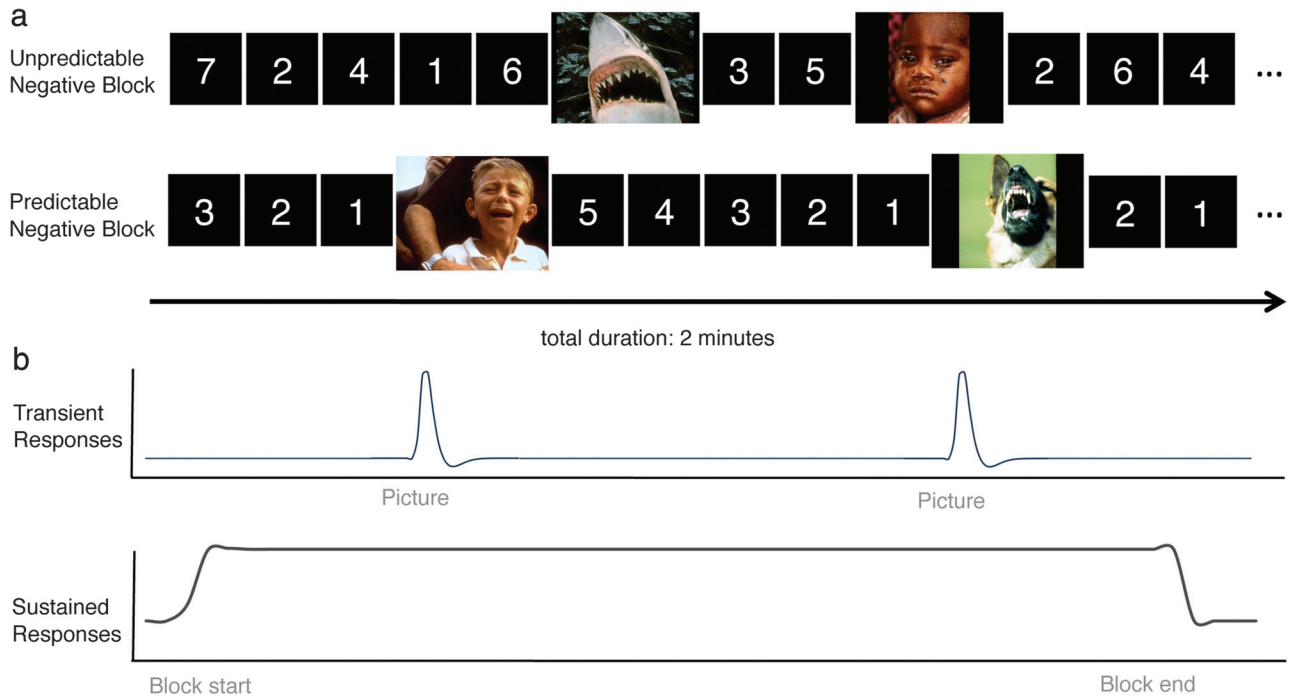 a
Unpredictable
Negative Block
7 2 4 1 6 3 5 2 6 4 ...
Predictable
Negative Block
3 2 1 5 4 3 2 1 2 1 ...
total duration: 2 minutes
b
Transient
Responses
Picture Picture
Sustained
Responses
Block start Block end